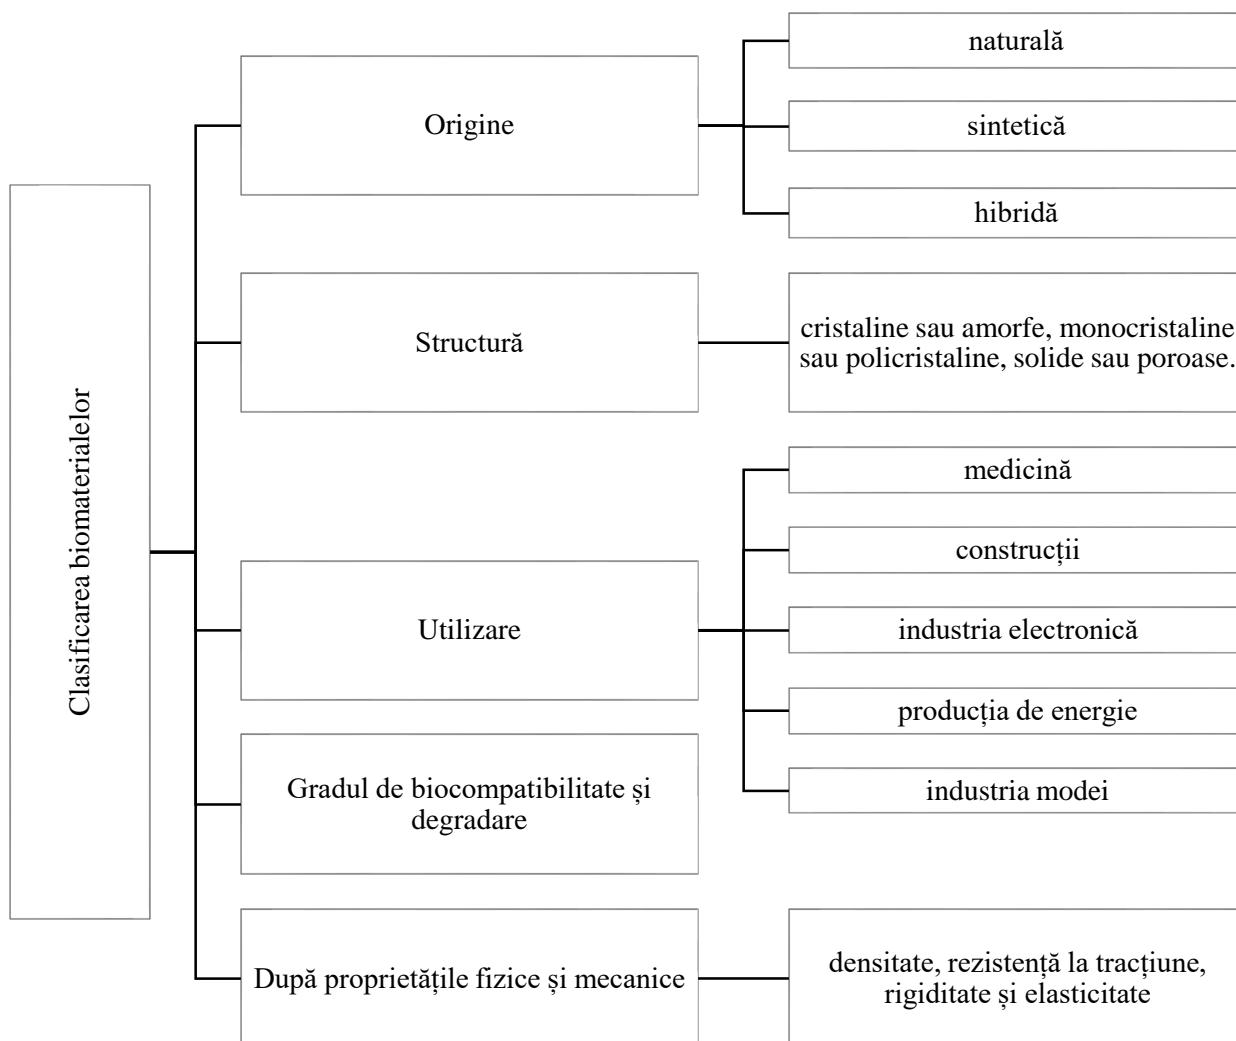 Clasificarea biomaterialelor
Origine
naturală
sintetică
hibridă
Structură
cristaline sau amorfe, monocristaline
sau policristaline, solide sau poroase.
Utilizare
medicină
construcții
industria electronică
producția de energie
industria modei
Gradul de biocompatibilitate și
degradare
După proprietățile fizice și mecanice
densitate, rezistență la tracțiune,
rigiditate și elasticitate